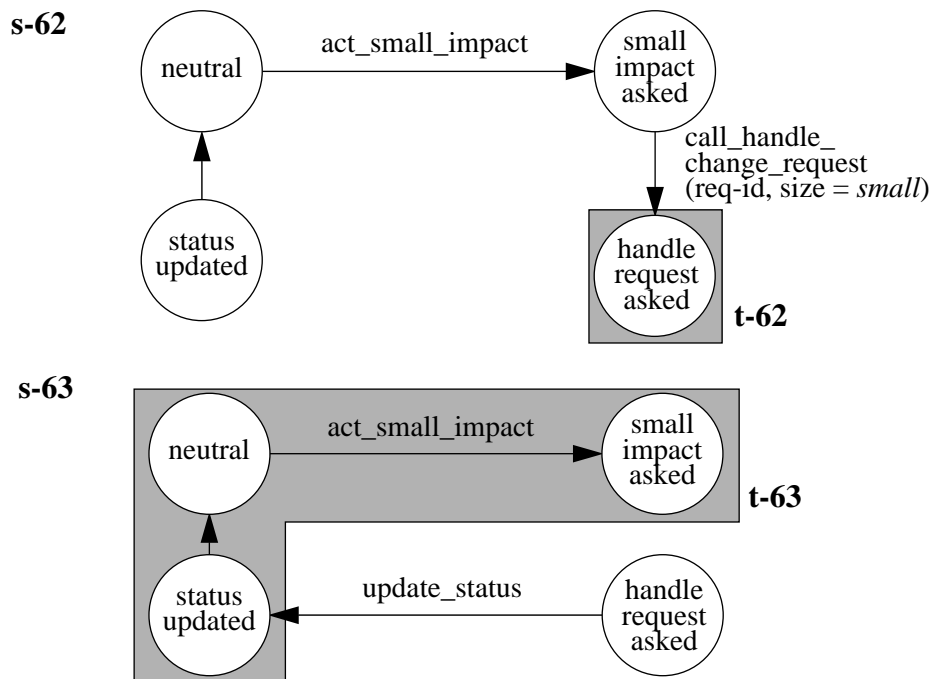 s-62
neutral
act_small_impact
small
impact
asked
call_handle_
change_request
(req-id, size = small)
status
updated
handle
request
asked
t-62
s-63
neutral
act_small_impact
small
impact
asked
t-63
status
updated
update_status
handle
request
asked